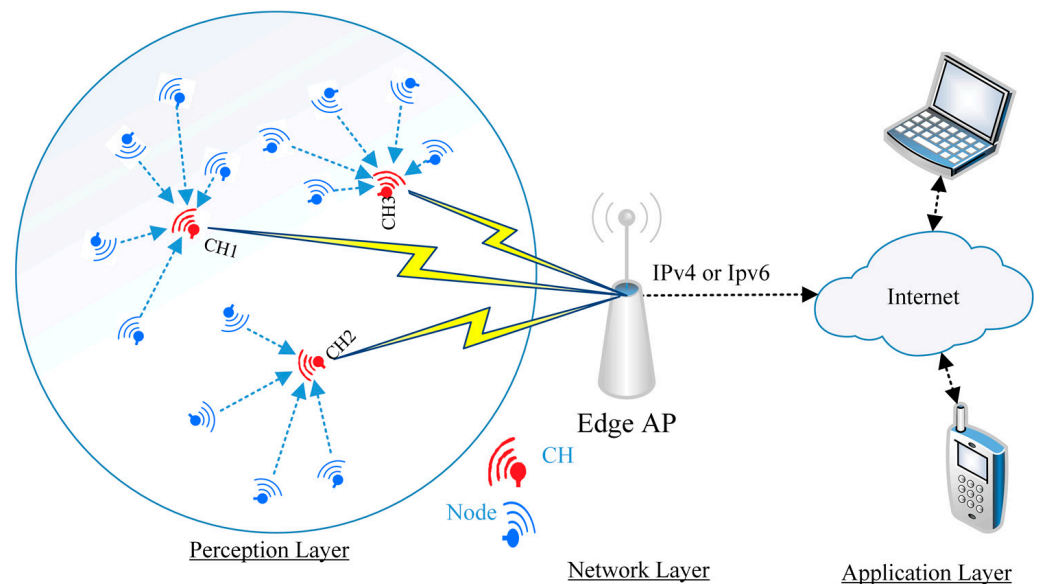 CH3
CH1
CH2
IPv4 or Ipv6
Internet
Edge AP
CH
Node
Perception Layer
Network Layer
Application Layer